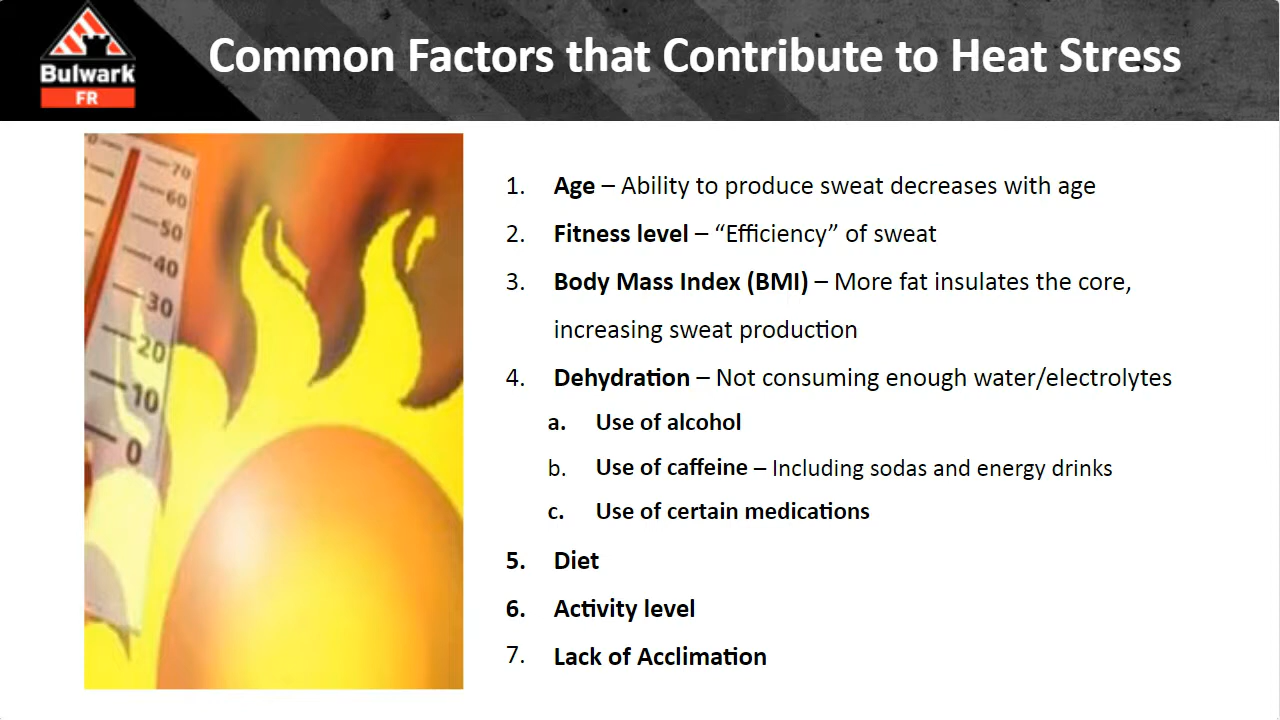 Bulwark
FR
Common Factors that Contribute to Heat Stress
70
60
50
40
30
20
10
0
1. Age – Ability to produce sweat decreases with age
2. Fitness level – “Efficiency” of sweat
3. Body Mass Index (BMI) – More fat insulates the core,
increasing sweat production
4. Dehydration – Not consuming enough water/electrolytes
a. Use of alcohol
b. Use of caffeine – Including sodas and energy drinks
c. Use of certain medications
5. Diet
6. Activity level
7. Lack of Acclimation